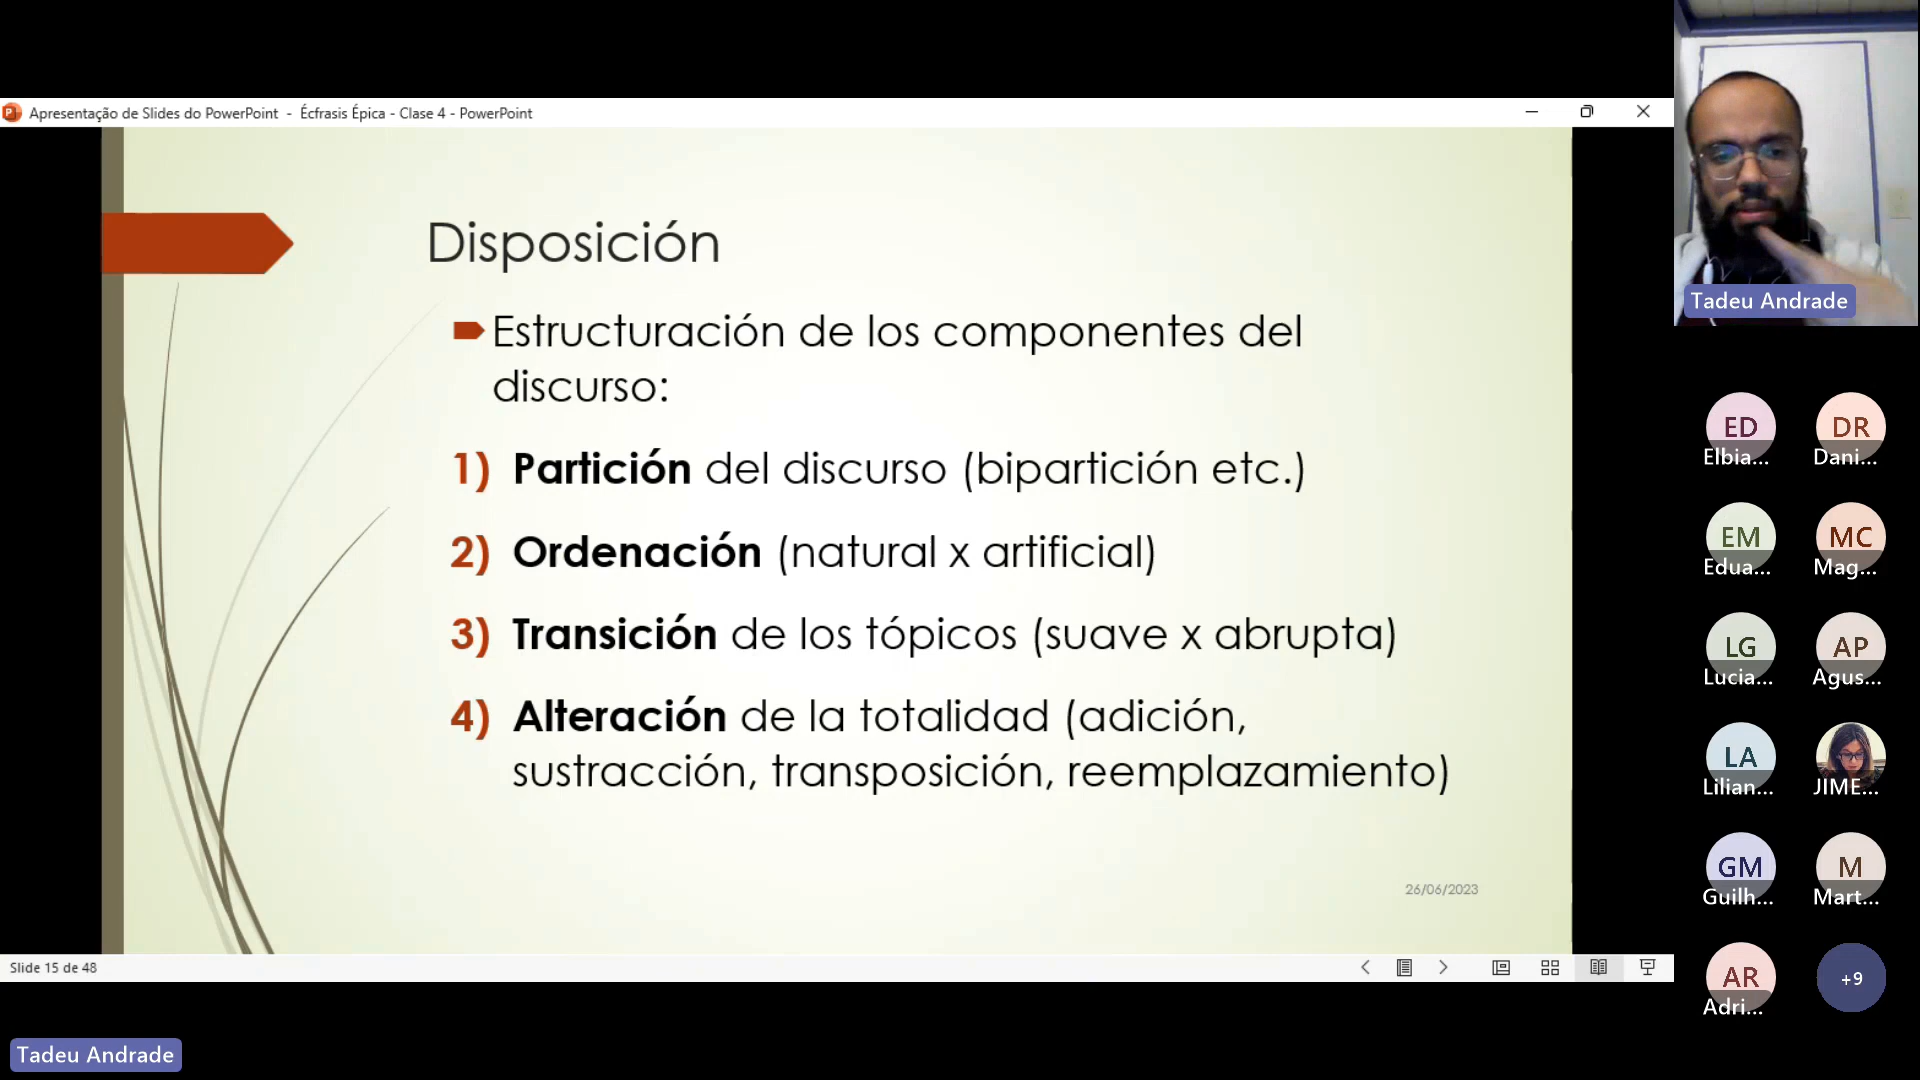 Apresentação de Slides do PowerPoint - Écfrasis Épica - Clase 4 - PowerPoint
Disposición
Estructuración de los componentes del
discurso:
1) Partición del discurso (bipartición etc.)
2) Ordenación (natural x artificial)
3) Transición de los tópicos (suave x abrupta)
4) Alteración de la totalidad (adición,
sustracción, transposición, reemplazamiento)
26/06/2023
Slide 15 de 48
Tadeu Andrade
Tadeu Andrade
ED
Elbia...
DR
Dani...
EM
Edua...
MC
Mag...
LG
Lucia...
AP
Agus...
LA
Lilian...
JIME...
GM
Guilh...
M
Mart...
AR
Adri...
+9